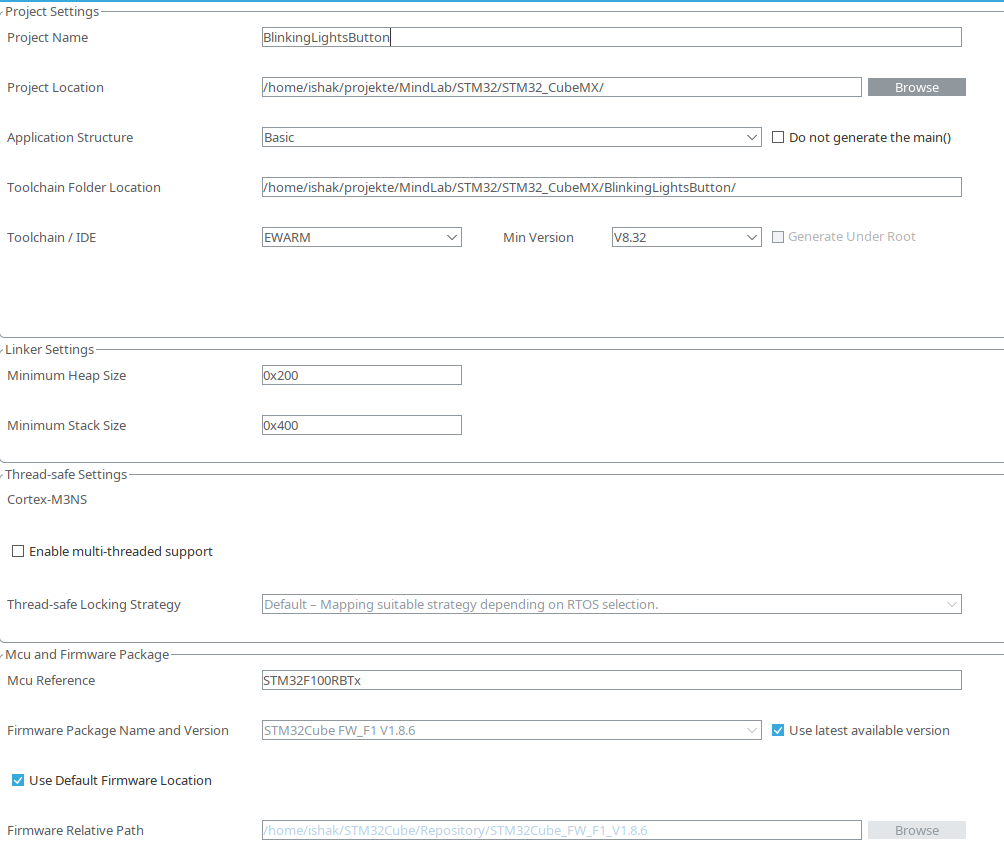 Project Settings
Project Name BlinkingLightsButton
Project Location /home/ishak/projekte/MindLab/STM32/STM32_CubeMX/ Browse
Application Structure Basic Do not generate the main()
Toolchain Folder Location /home/ishak/projekte/MindLab/STM32/STM32_CubeMX/BlinkingLightsButton/
Toolchain / IDE EWARM Min Version V8.32 Generate Under Root
Linker Settings
Minimum Heap Size 0x200
Minimum Stack Size 0x400
Thread-safe Settings
Cortex-M3NS
Enable multi-threaded support
Thread-safe Locking Strategy Default – Mapping suitable strategy depending on RTOS selection.
Mcu and Firmware Package
Mcu Reference STM32F100RBTx
Firmware Package Name and Version STM32Cube FW_F1 V1.8.6 Use latest available version
Use Default Firmware Location
Firmware Relative Path /home/ishak/STM32Cube/Repository/STM32Cube_FW_F1_V1.8.6 Browse